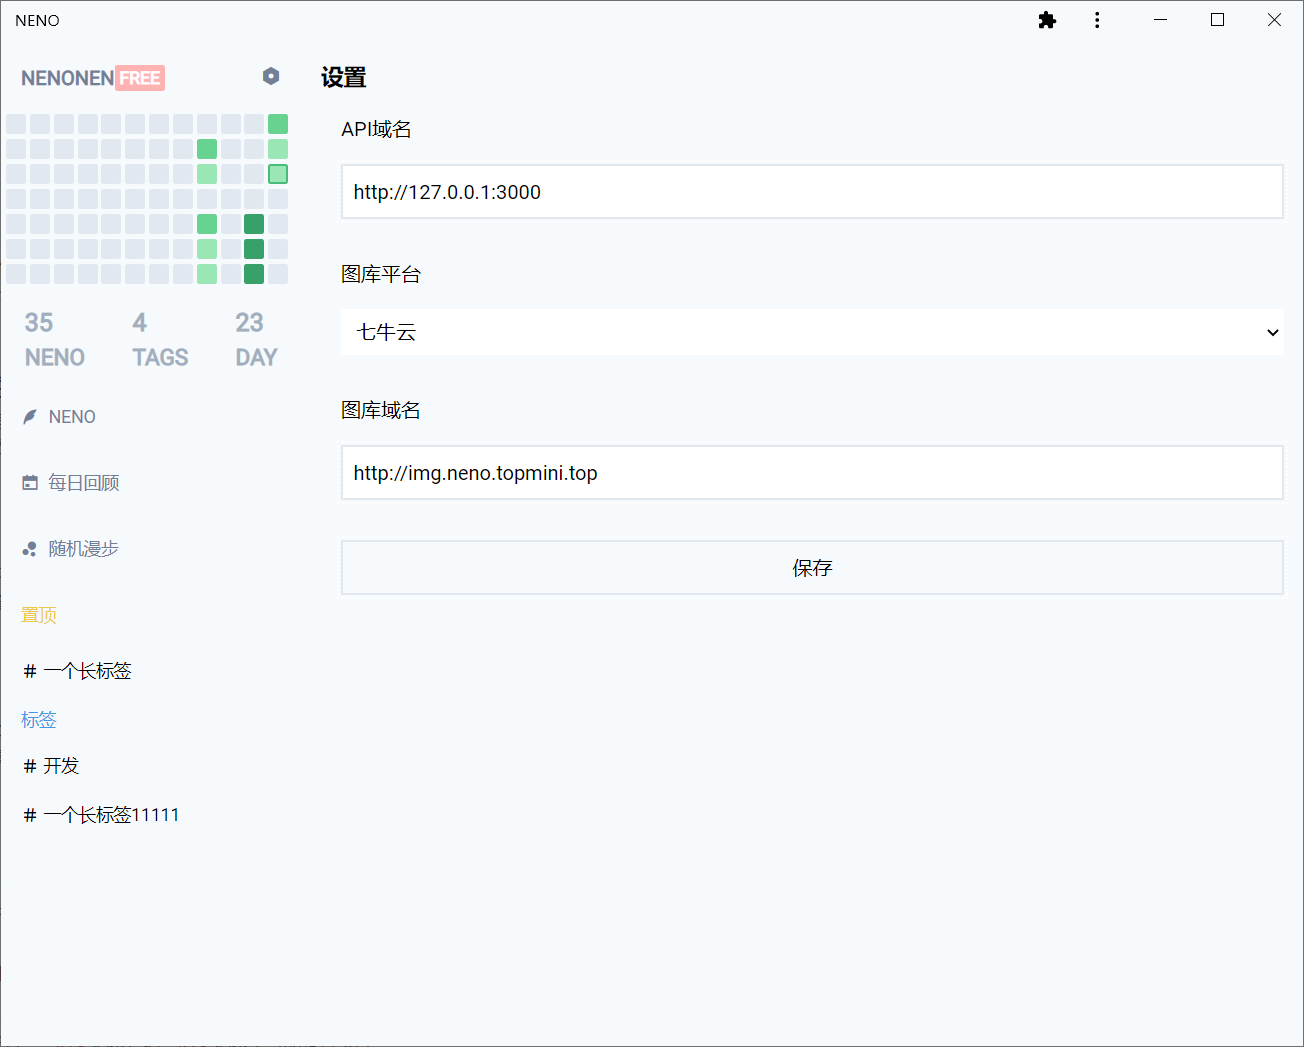 NENO
NENONEN FREE
35 4 23
NENO TAGS DAY
NENO
每日回顾
随机漫步
置顶
# 一个长标签
标签
# 开发
# 一个长标签11111
设置
API域名
http://127.0.0.1:3000
图库平台
七牛云
图库域名
http://img.neno.topmini.top
保存